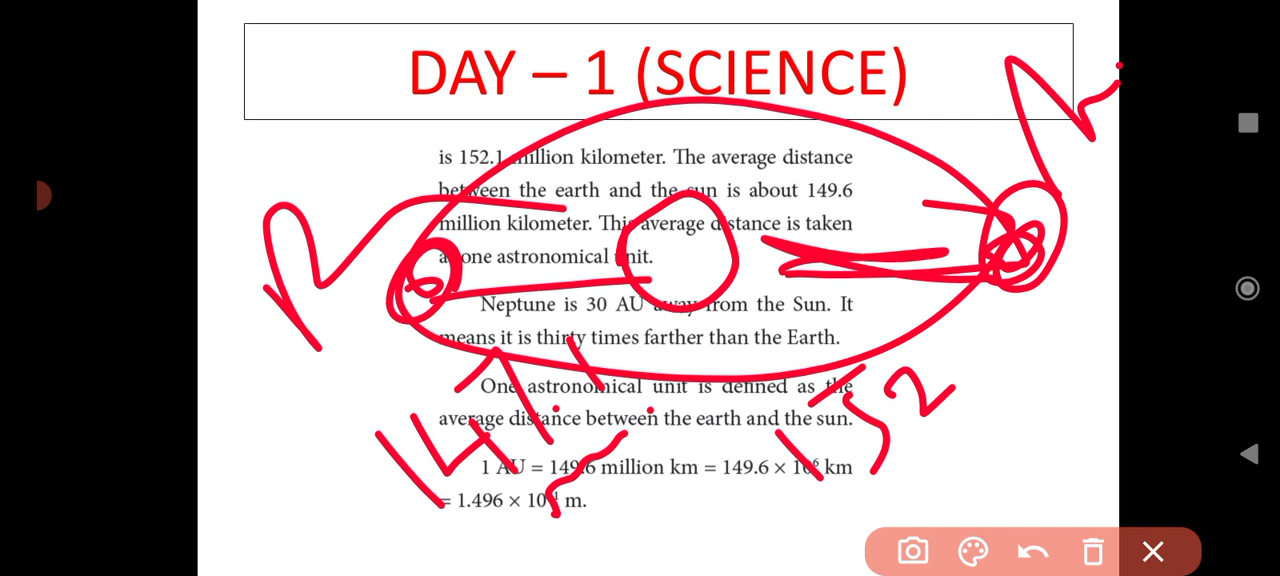 DAY – 1 (SCIENCE)
is 152.1 million kilometer. The average distance
between the earth and the sun is about 149.6
million kilometer. This average distance is taken
as one astronomical unit.
Neptune is 30 AU away from the Sun. It
means it is thirty times farther than the Earth.
One astronomical unit is defined as the
average distance between the earth and the sun.
1 AU = 149.6 million km = 149.6 × 10⁶ km
= 1.496 × 10¹¹ m.
147.1
152